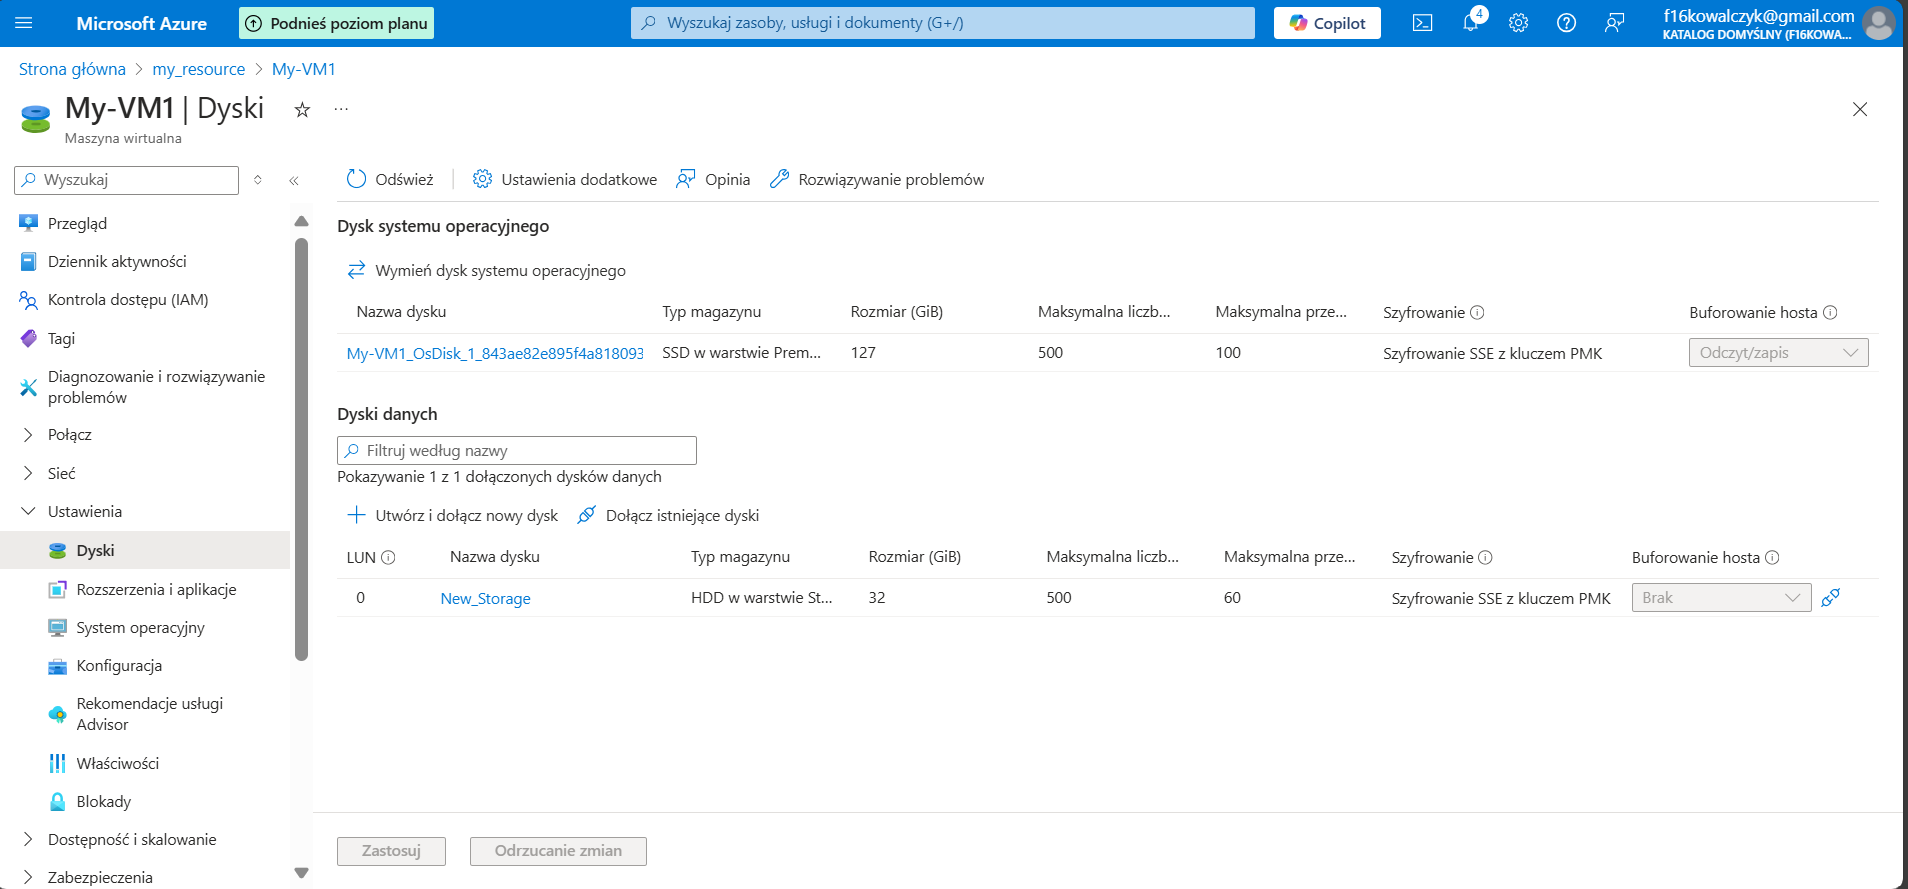 Microsoft Azure
Podnieś poziom planu
Wyszukaj zasoby, usługi i dokumenty (G+/)
Copilot
4
f16kowalczyk@gmail.com
KATALOG DOMYŚLNY (F16KOWA...
Strona główna > my_resource > My-VM1
My-VM1 | Dyski
...
Maszyna wirtualna
Wyszukaj
Odśwież
Ustawienia dodatkowe
Opinia
Rozwiązywanie problemów
Przegląd
Dziennik aktywności
Kontrola dostępu (IAM)
Tagi
Diagnozowanie i rozwiązywanie
problemów
Połącz
Sieć
Ustawienia
Dyski
Rozszerzenia i aplikacje
System operacyjny
Konfiguracja
Rekomendacje usługi
Advisor
Właściwości
Blokady
Dostępność i skalowanie
Zabezpieczenia
Dysk systemu operacyjnego
Wymień dysk systemu operacyjnego
Nazwa dysku Typ magazynu Rozmiar (GiB) Maksymalna liczb... Maksymalna prze... Szyfrowanie Buforowanie hosta
My-VM1_OsDisk_1_843ae82e895f4a818093 SSD w warstwie Prem... 127 500 100 Szyfrowanie SSE z kluczem PMK Odczyt/zapis
Dyski danych
Filtruj według nazwy
Pokazywanie 1 z 1 dołączonych dysków danych
Utwórz i dołącz nowy dysk
Dołącz istniejące dyski
LUN Nazwa dysku Typ magazynu Rozmiar (GiB) Maksymalna liczb... Maksymalna prze... Szyfrowanie Buforowanie hosta
0 New_Storage HDD w warstwie St... 32 500 60 Szyfrowanie SSE z kluczem PMK Brak
Zastosuj
Odrzucanie zmian